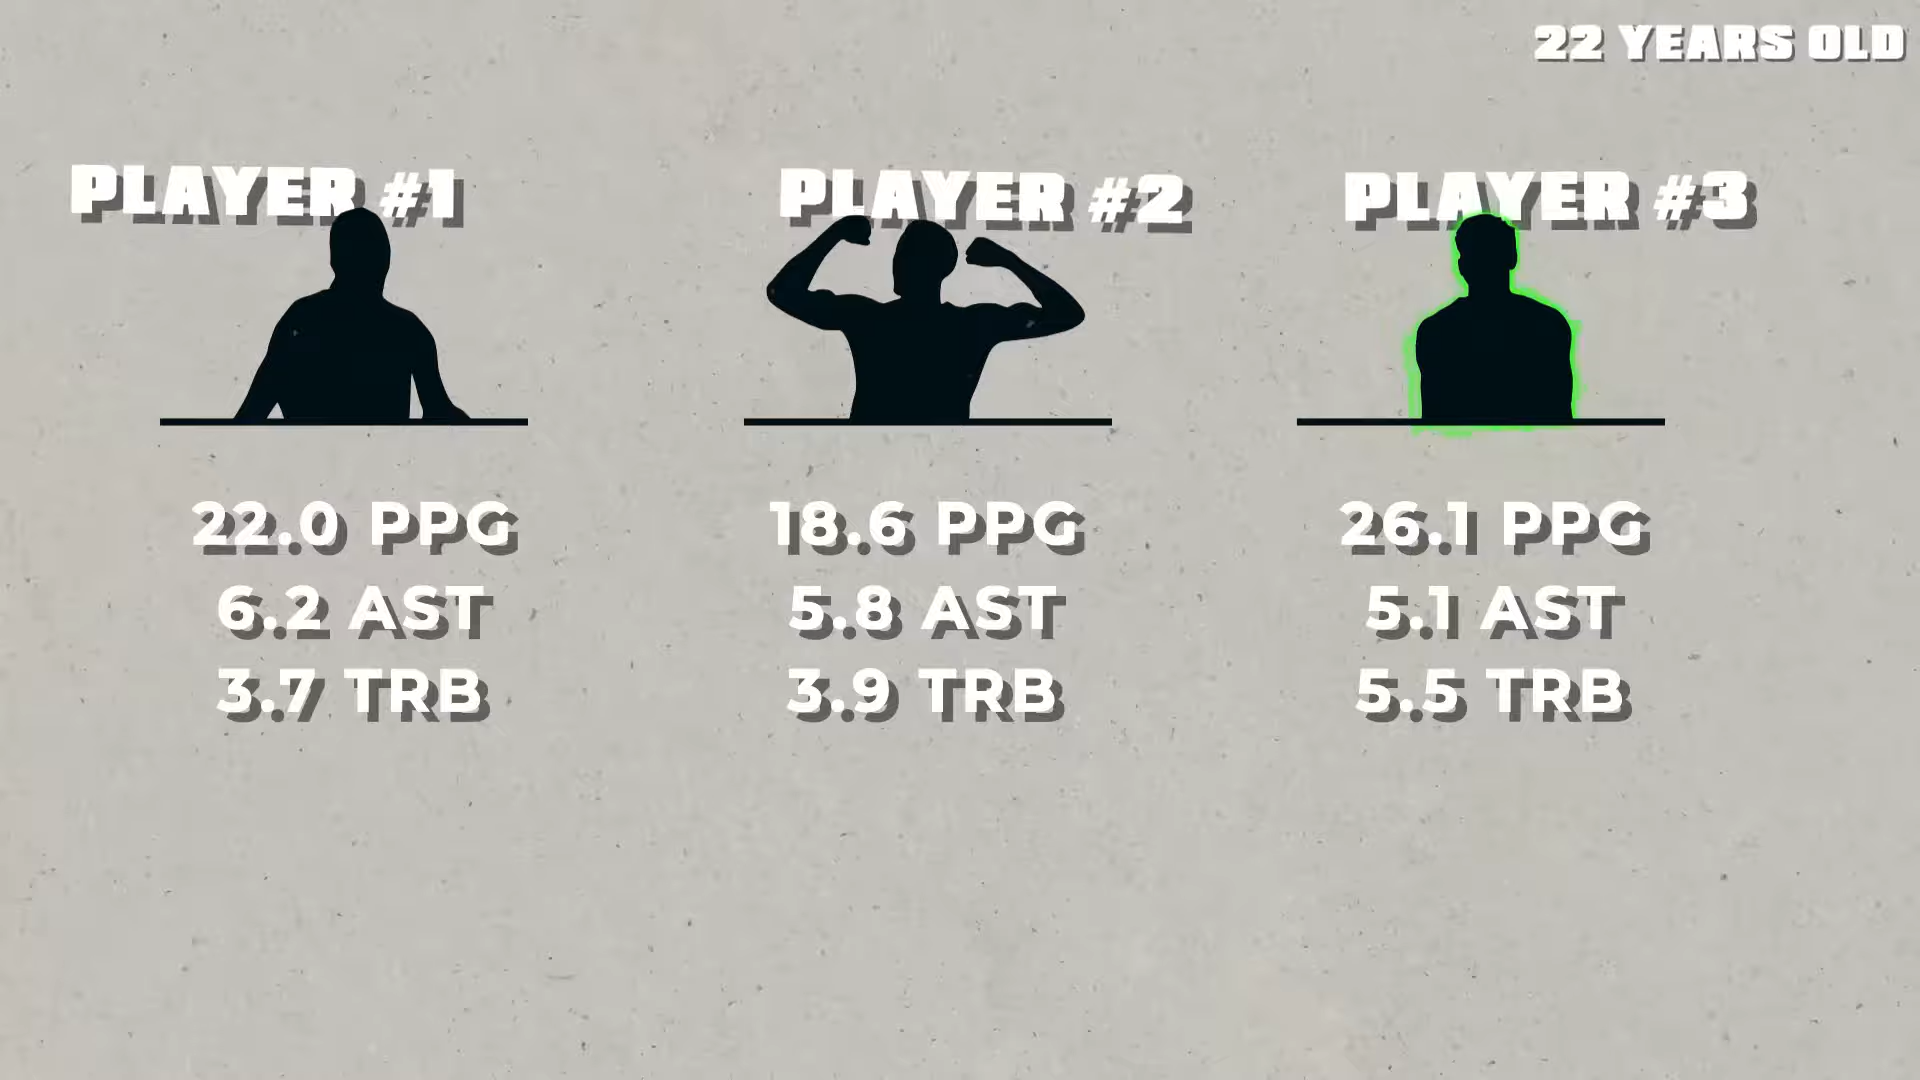 22 YEARS OLD
PLAYER #1
22.0 PPG
6.2 AST
3.7 TRB
PLAYER #2
18.6 PPG
5.8 AST
3.9 TRB
PLAYER #3
26.1 PPG
5.1 AST
5.5 TRB